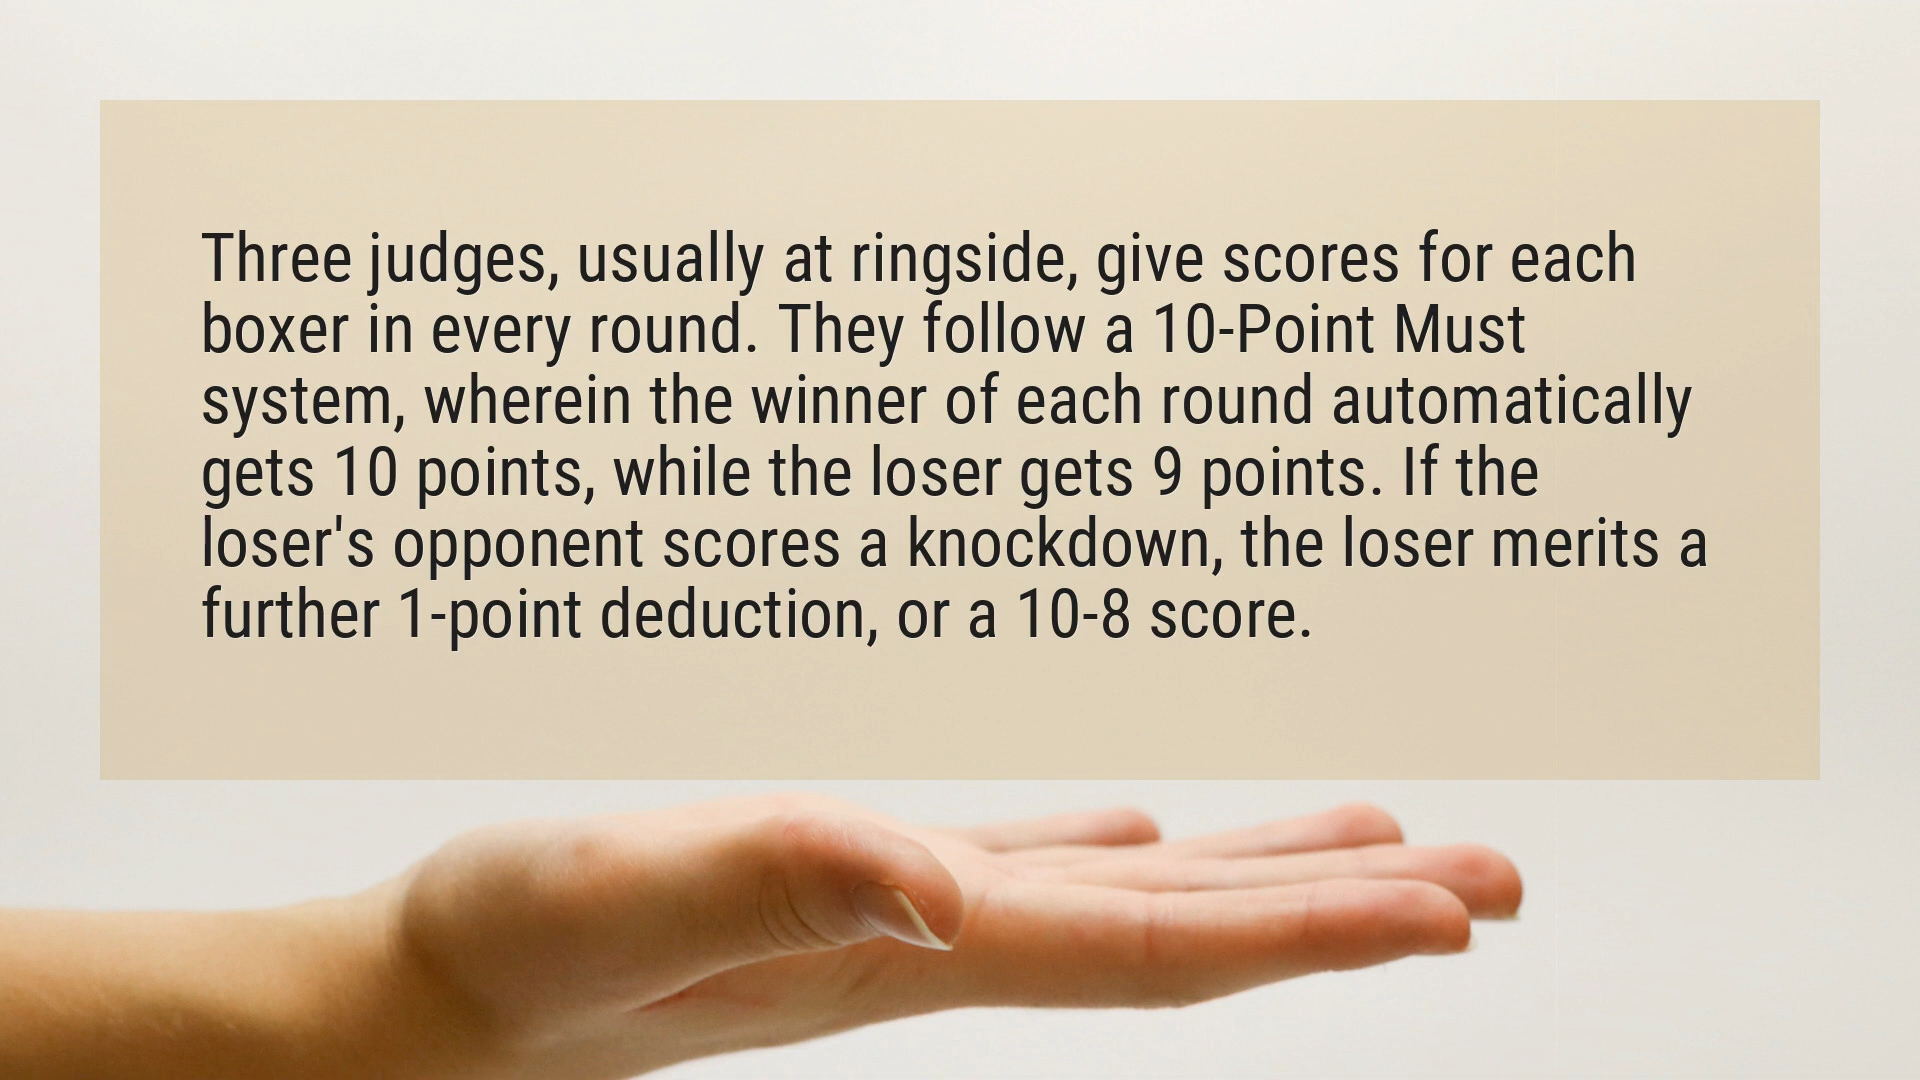 Three judges, usually at ringside, give scores for each
boxer in every round. They follow a 10-Point Must
system, wherein the winner of each round automatically
gets 10 points, while the loser gets 9 points. If the
loser's opponent scores a knockdown, the loser merits a
further 1-point deduction, or a 10-8 score.